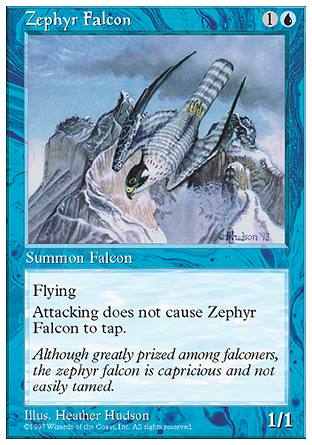 Zephyr Falcon 1
Hudson '93
Summon Falcon
Flying
Attacking does not cause Zephyr
Falcon to tap.
Although greatly prized among falconers,
the zephyr falcon is capricious and not
easily tamed.
Illus. Heather Hudson
©1997 Wizards of the Coast, Inc. All rights reserved.
1/1